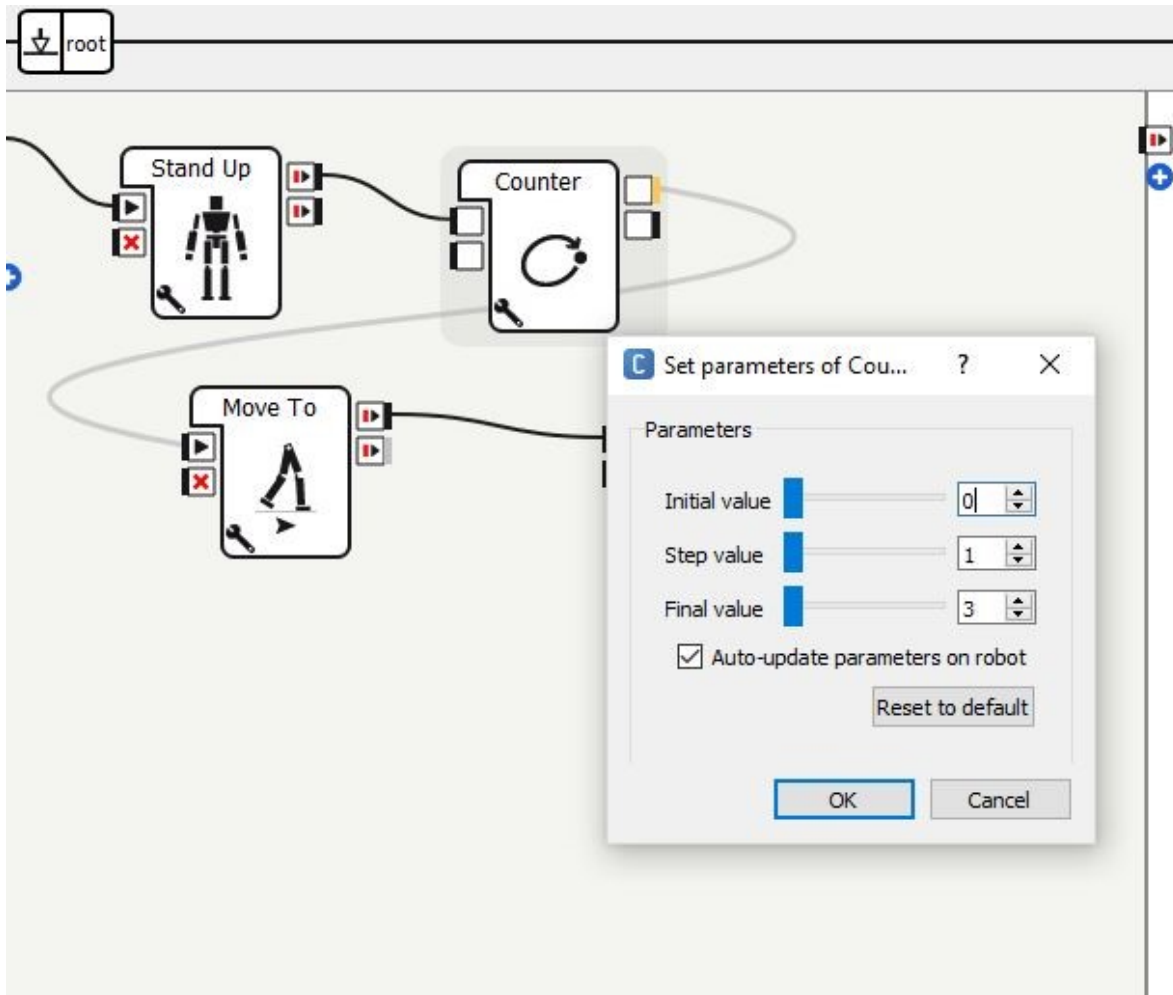 root
Stand Up
Counter
Move To
C Set parameters of Cou... ?
Parameters
Initial value 0
Step value 1
Final value 3
Auto-update parameters on robot
Reset to default
OK Cancel